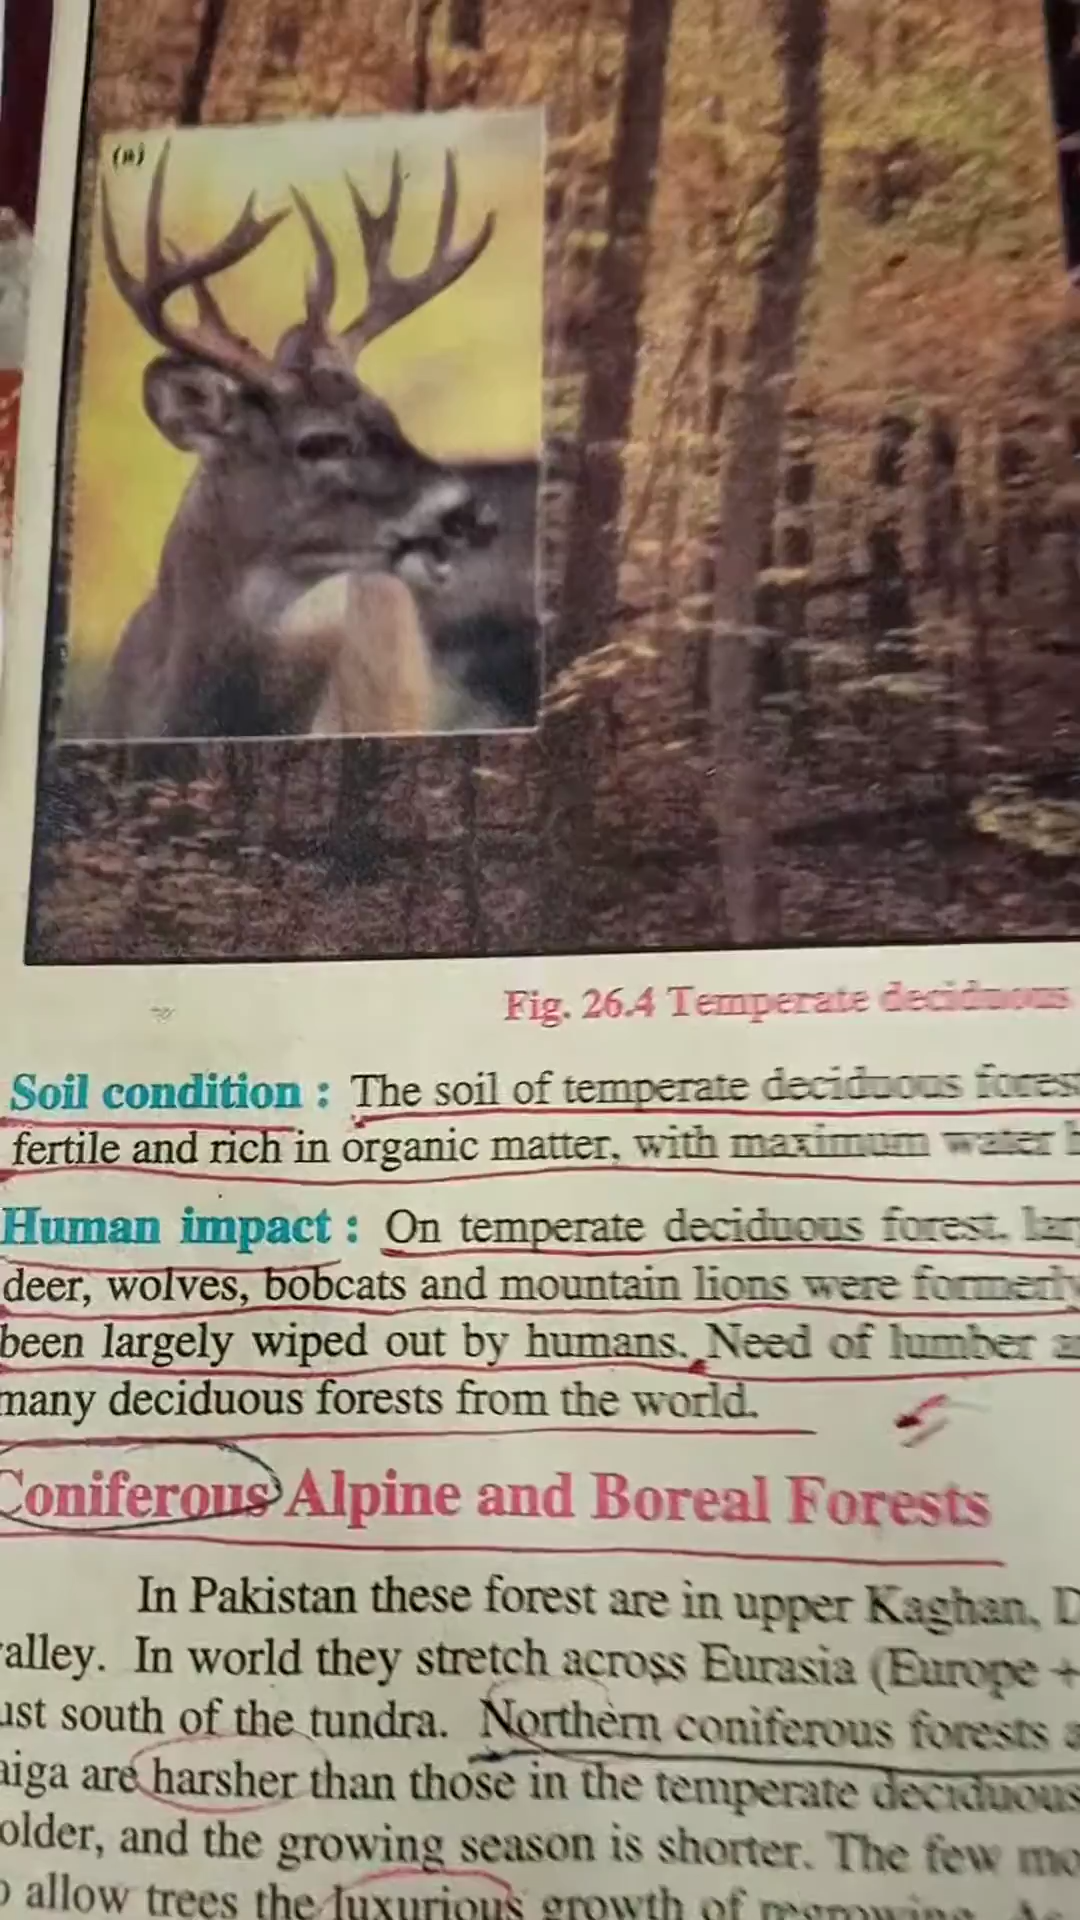 (a)
Fig. 26.4 Temperate deciduous
Soil condition : The soil of temperate deciduous forest
fertile and rich in organic matter, with maximum water
Human impact : On temperate deciduous forest,
deer, wolves, bobcats and mountain lions were formerly
been largely wiped out by humans. Need of lumber
many deciduous forests from the world.
Coniferous Alpine and Boreal Forests
In Pakistan these forest are in upper Kaghan,
alley. In world they stretch across Eurasia (Europe +
ust south of the tundra. Northern coniferous forests
aiga are harsher than those in the temperate deciduous
older, and the growing season is shorter. The few
allow trees the luxurious growth of